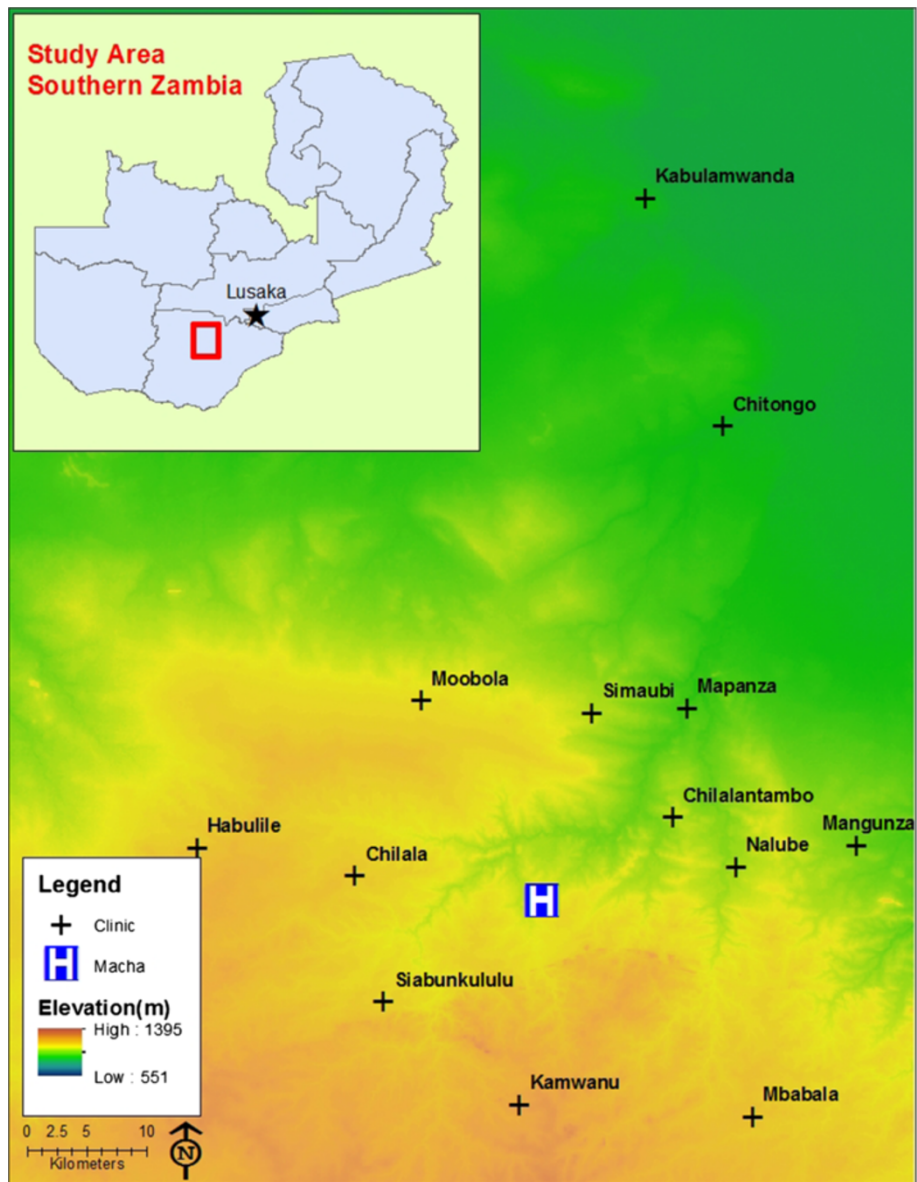 Study Area
Southern Zambia
Lusaka
Kabulamwanda
Chitongo
Moobola
Simaubi
Mapanza
Chilalantambo
Mangunza
Habulile
Nalube
Chilala
H
Siabunkululu
Kamwanu
Mbabala
Legend
Clinic
H Macha
Elevation(m)
High : 1395
Low : 551
0 2.5 5 10
Kilometers
N